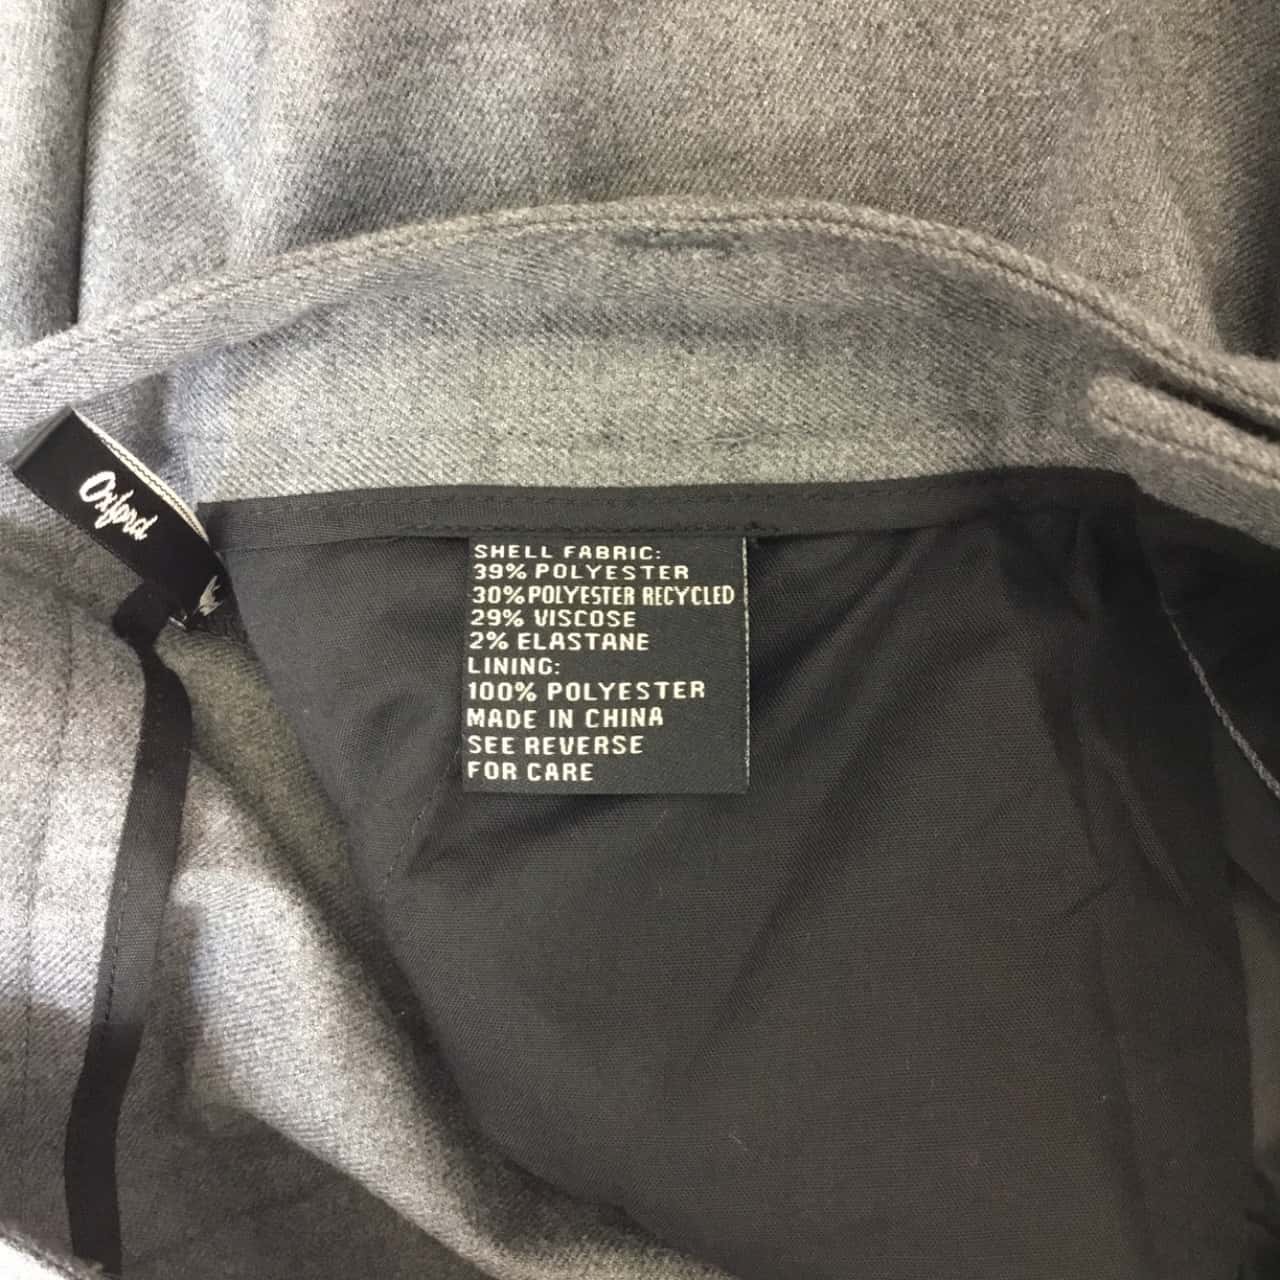 Oxford
SHELL FABRIC:
39% POLYESTER
30% POLYESTER RECYCLED
29% VISCOSE
2% ELASTANE
LINING:
100% POLYESTER
MADE IN CHINA
SEE REVERSE
FOR CARE